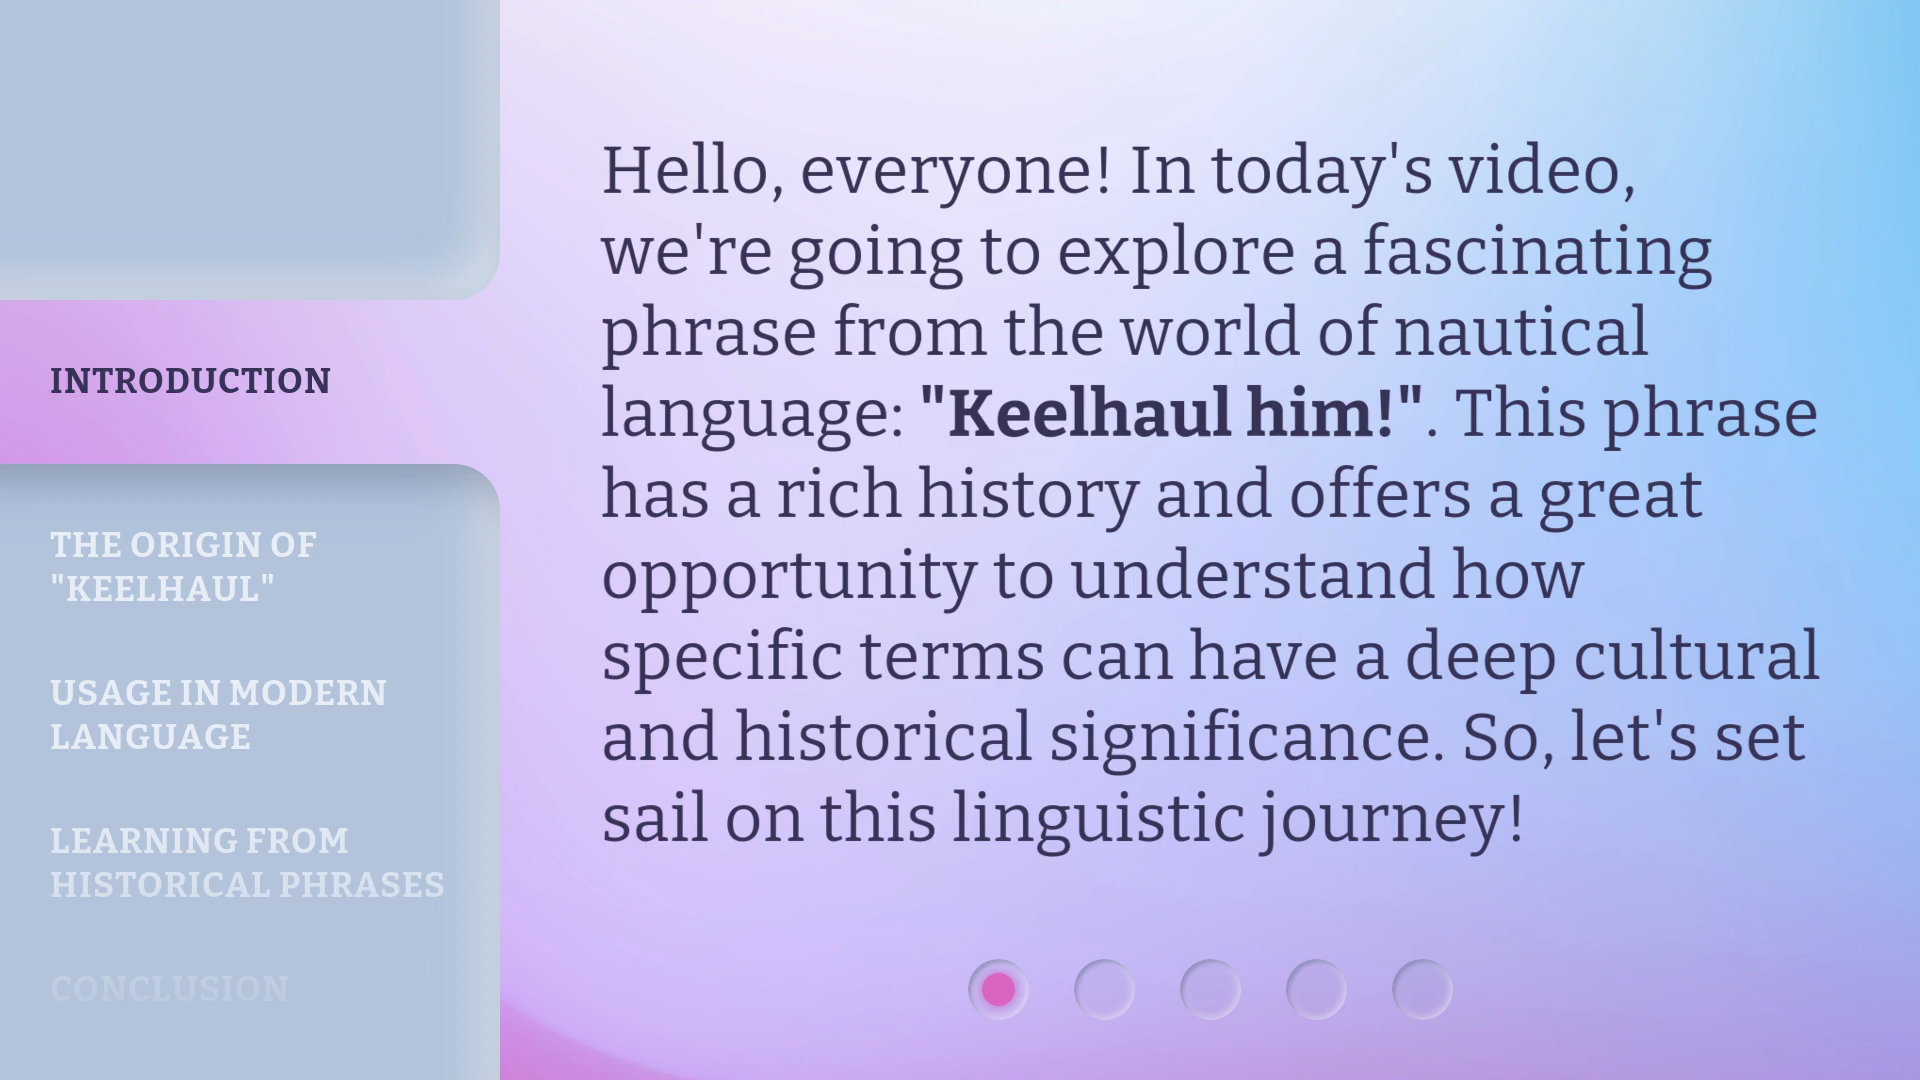 INTRODUCTION
THE ORIGIN OF
"KEELHAUL"
USAGE IN MODERN
LANGUAGE
LEARNING FROM
HISTORICAL PHRASES
CONCLUSION
Hello, everyone! In today's video,
we're going to explore a fascinating
phrase from the world of nautical
language: "Keelhaul him!". This phrase
has a rich history and offers a great
opportunity to understand how
specific terms can have a deep cultural
and historical significance. So, let's set
sail on this linguistic journey!